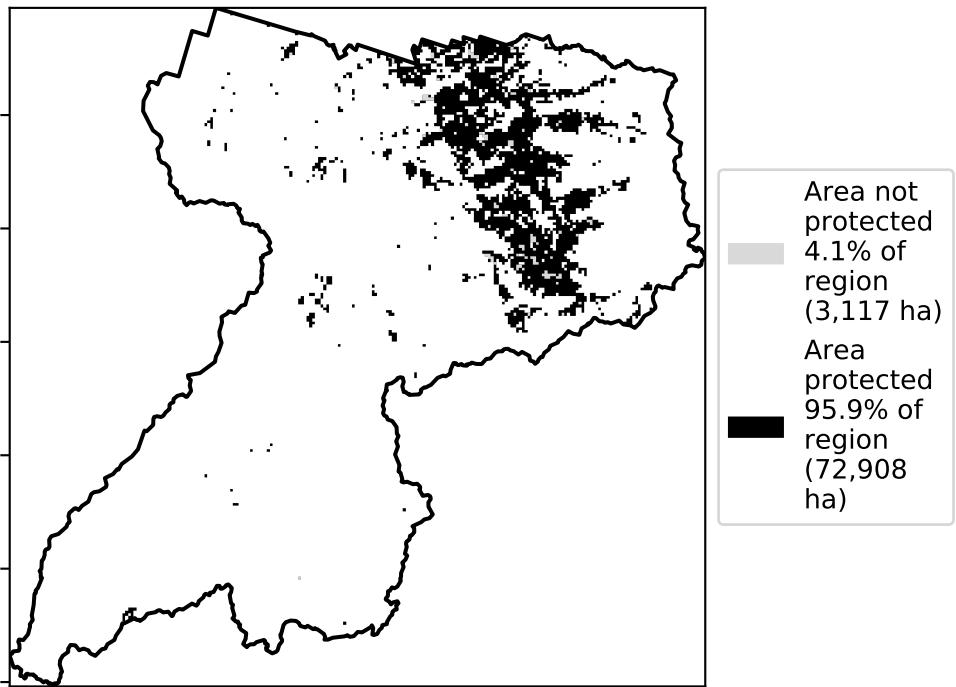 Area not
protected
4.1% of
region
(3,117 ha)
Area
protected
95.9% of
region
(72,908
ha)